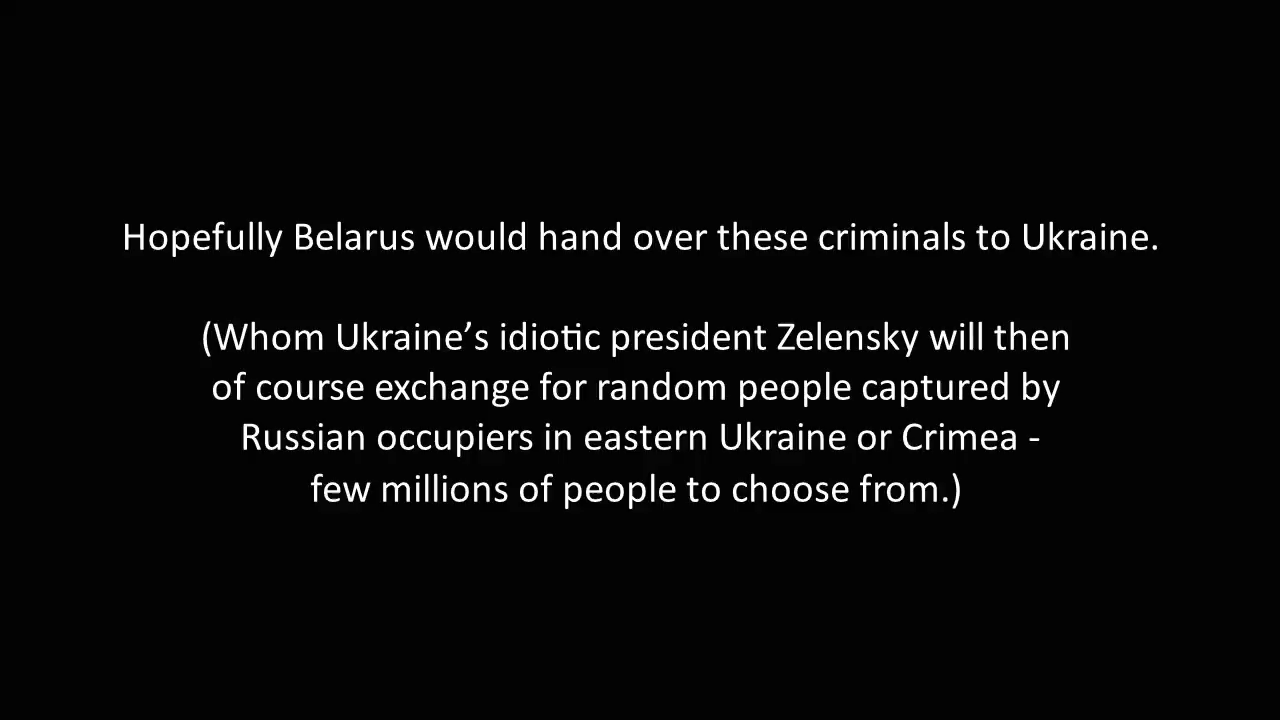 Hopefully Belarus would hand over these criminals to Ukraine.
(Whom Ukraine’s idiotic president Zelensky will then
of course exchange for random people captured by
Russian occupiers in eastern Ukraine or Crimea -
few millions of people to choose from.)